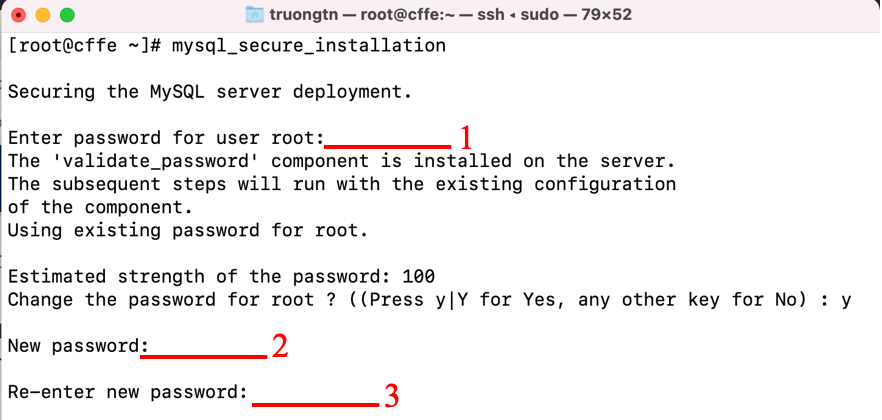 truongtn — root@cffe:~ — ssh ◂ sudo — 79×52
[root@cffe ~]# mysql_secure_installation
Securing the MySQL server deployment.
Enter password for user root: 1
The 'validate_password' component is installed on the server.
The subsequent steps will run with the existing configuration
of the component.
Using existing password for root.
Estimated strength of the password: 100
Change the password for root ? ((Press y|Y for Yes, any other key for No) : y
New password: 2
Re-enter new password: 3